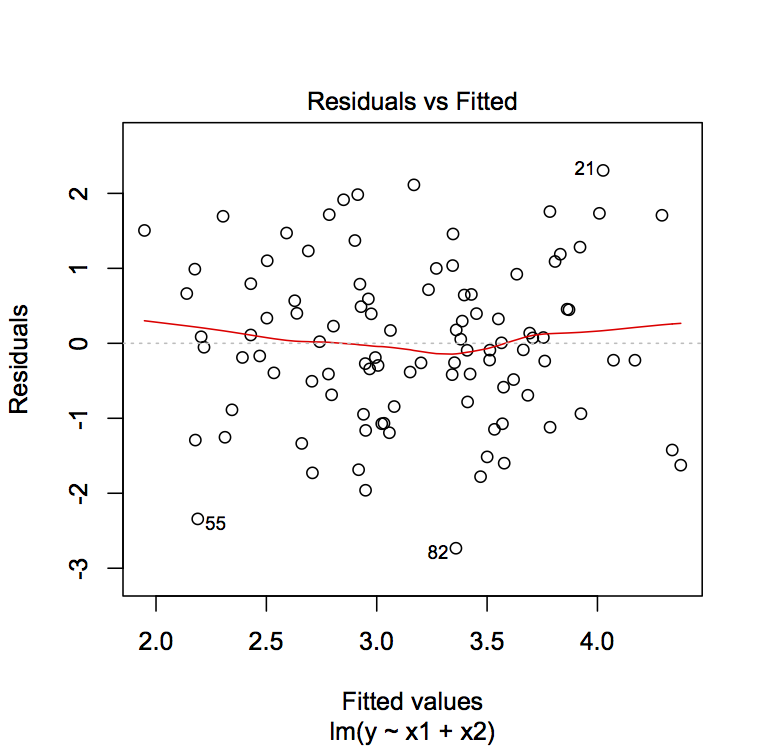 Residuals vs Fitted
21
2
1
0
-1
-2
-3
Residuals
55
82
2.0 2.5 3.0 3.5 4.0
Fitted values
lm(y ~ x1 + x2)